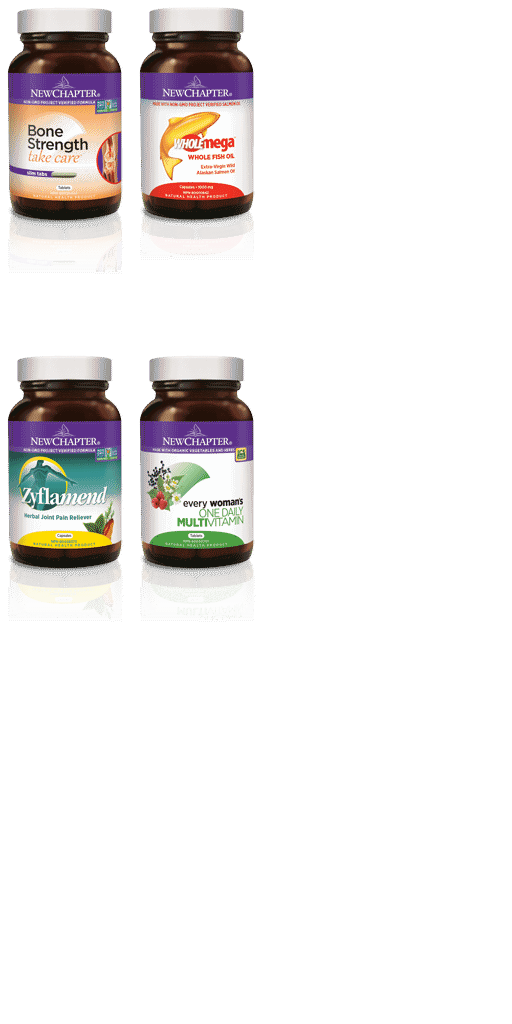 NEWCHAPTER®
NON-GMO PROJECT VERIFIED FORMULA
Bone
Strength
take care
slim tabs
Tablets
NATURAL HEALTH PRODUCT
NEWCHAPTER®
MADE WITH NON-GMO PROJECT VERIFIED SALMON OIL
WHOLEmega
WHOLE FISH OIL
Extra-Virgin Wild
Alaskan Salmon Oil
Capsules • 1000 mg
NATURAL HEALTH PRODUCT
NEWCHAPTER®
NON-GMO PROJECT VERIFIED FORMULA
Zyflamend
Herbal Joint Pain Reliever
Capsules
NATURAL HEALTH PRODUCT
NEWCHAPTER®
MADE WITH ORGANIC VEGETABLES AND HERBS
every woman's
ONE DAILY
MULTIVITAMIN
Tablets
NATURAL HEALTH PRODUCT